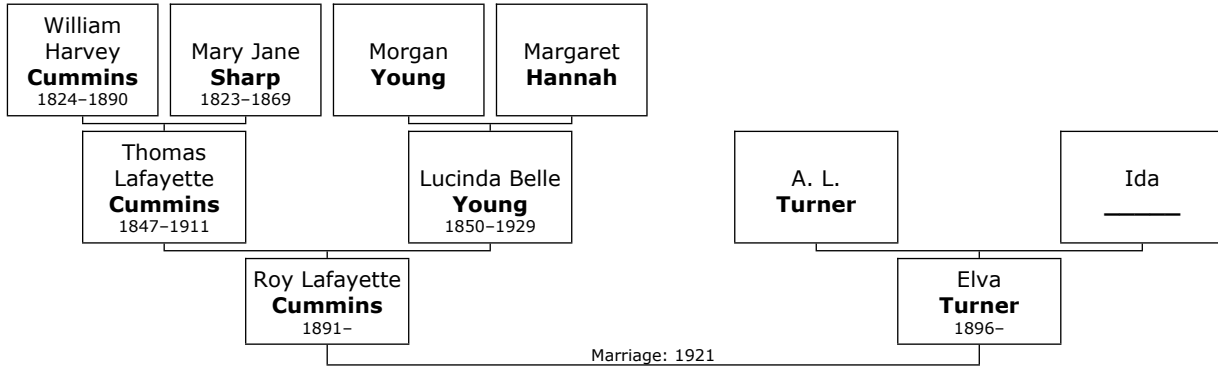 William
Harvey
Cummins
1824–1890
Mary Jane
Sharp
1823–1869
Morgan
Young
Margaret
Hannah
Thomas
Lafayette
Cummins
1847–1911
Lucinda Belle
Young
1850–1929
A. L.
Turner
Ida
______
Roy Lafayette
Cummins
1891–
Elva
Turner
1896–
Marriage: 1921